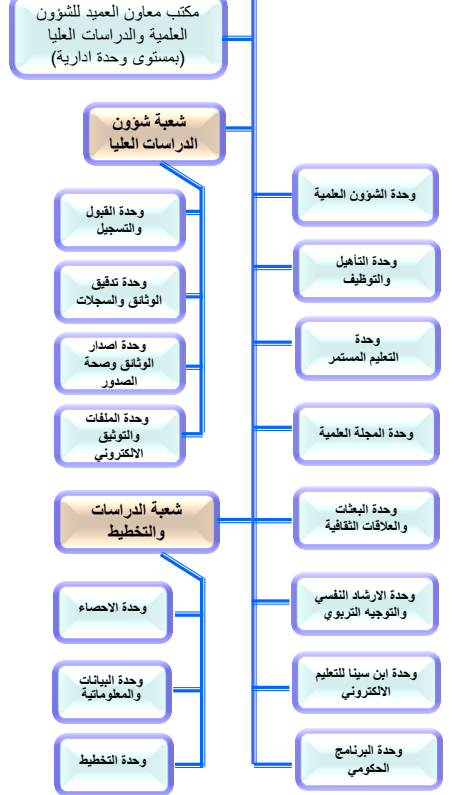 مكتب معاون العميد للشؤون
العلمية والدراسات العليا
(بمستوى وحدة ادارية)
شعبة شؤون
الدراسات العليا
وحدة القبول
والتسجيل
وحدة تدقيق
الوثائق والسجلات
وحدة اصدار
الوثائق وصحة
الصدور
وحدة الملفات
والتوثيق
الالكتروني
شعبة الدراسات
والتخطيط
وحدة الاحصاء
وحدة البيانات
والمعلوماتية
وحدة التخطيط
وحدة الشؤون العلمية
وحدة التأهيل
والتوظيف
وحدة
التعليم المستمر
وحدة المجلة العلمية
وحدة البعثات
والعلاقات الثقافية
وحدة الارشاد النفسي
والتوجيه التربوي
وحدة ابن سينا للتعليم
الالكتروني
وحدة البرنامج
الحكومي